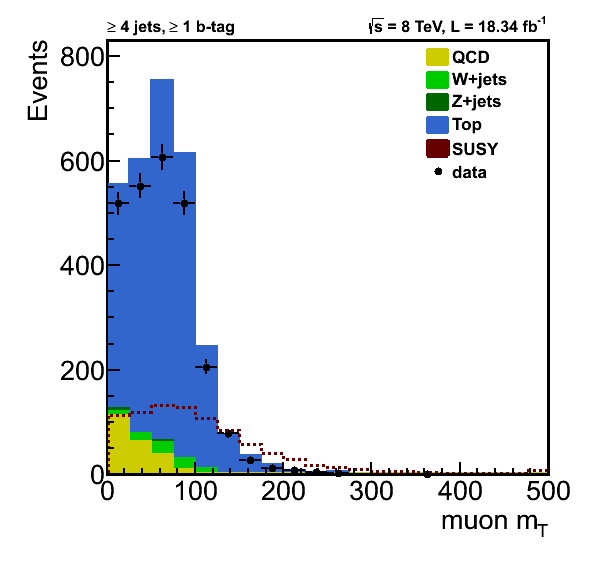 ≥ 4 jets, ≥ 1 b-tag
√s = 8 TeV, L = 18.34 fb⁻¹
Events
800
600
400
200
0
QCD
W+jets
Z+jets
Top
SUSY
data
0 100 200 300 400 500
muon m_T